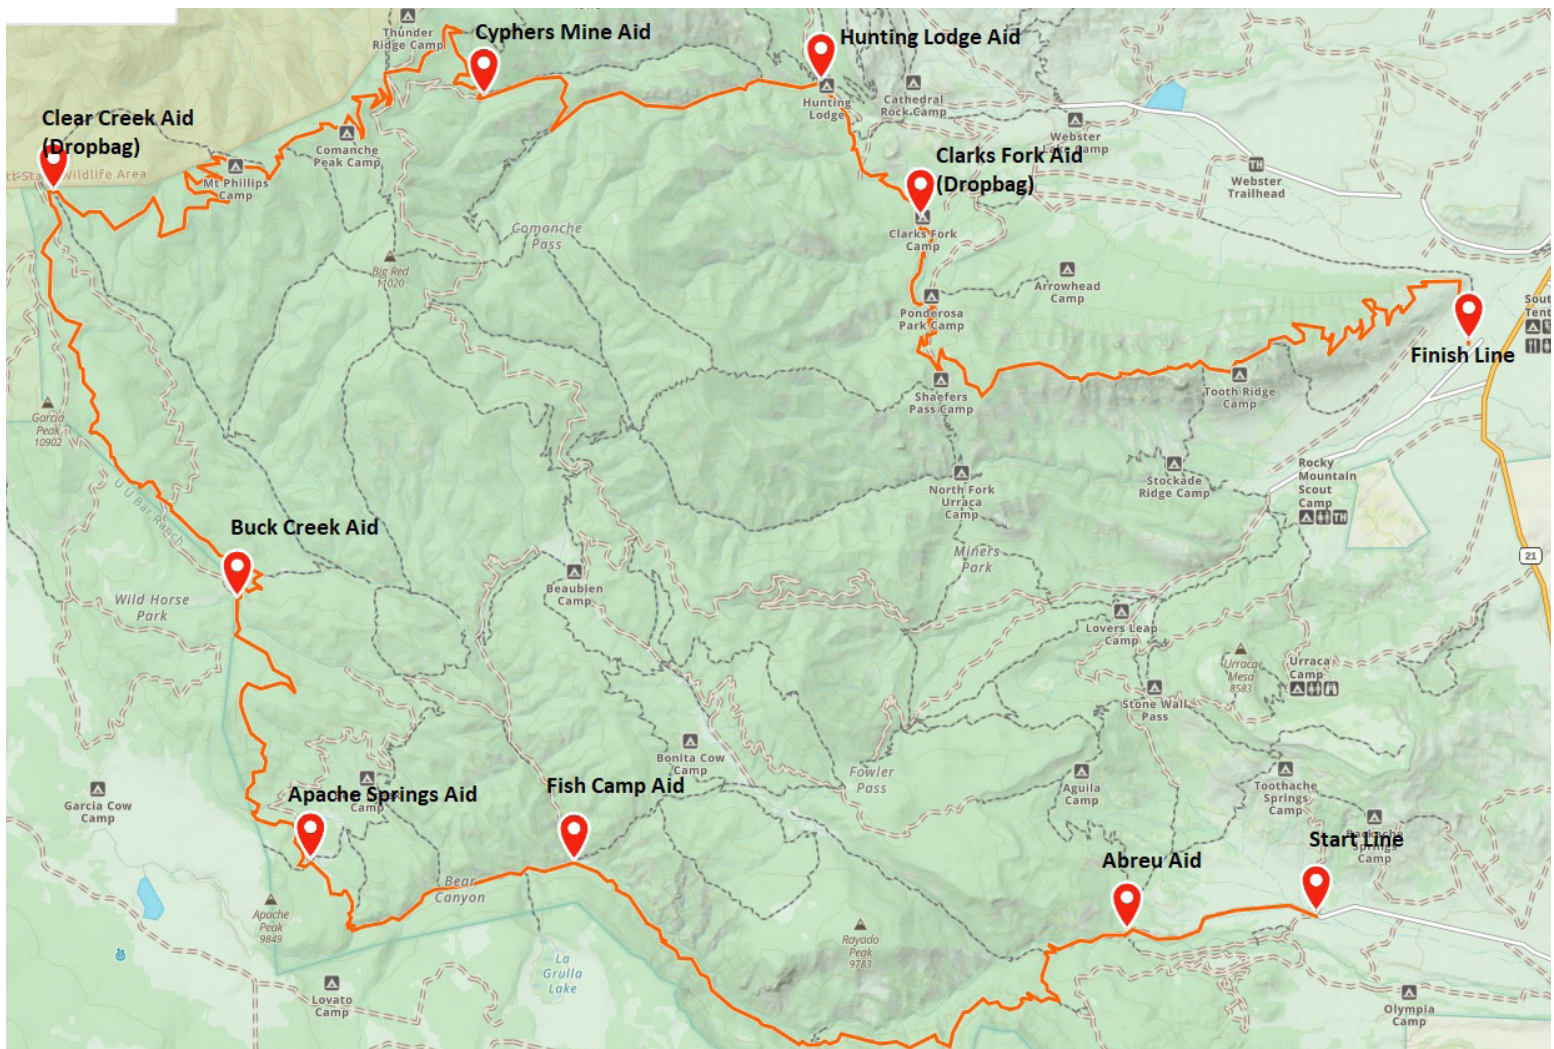 Cyphers Mine Aid
Hunting Lodge Aid
Thunder
Ridge Camp
Clear Creek Aid
(Dropbag)
Comanche
Peak Camp
Hunting
Lodge
Cathedral
Rock Camp
Webster
Camp
Clarks Fork Aid
(Dropbag)
Webster
Trailhead
TH
Wildlife Area
Mt Phillips
Camp
Comanche
Pass
Clarks Fork
Camp
Big Red
11020
Arrowhead
Camp
Ponderosa
Park Camp
Finish Line
Shaefers
Pass Camp
Tooth Ridge
Camp
Garcia
Peak
10902
North Fork
Urraca
Camp
Stockade
Ridge Camp
Rocky
Mountain
Scout
Camp
TH
U U Bar Ranch
Buck Creek Aid
21
Miners
Park
Beaubien
Camp
Wild Horse
Park
Lovers Leap
Camp
Urraca
Mesa
8583
Urraca
Camp
Stone Wall
Pass
Bonita Cow
Camp
Fowler
Pass
Aguila
Camp
Toothache
Springs
Camp
Garcia Cow
Camp
Apache Springs Aid
Camp
Fish Camp Aid
Springs
Camp
Start Line
Abreu Aid
Bear
Canyon
Apache
Peak
9849
Rayado
Peak
9783
La
Grulla
Lake
Lovato
Camp
Olympia
Camp